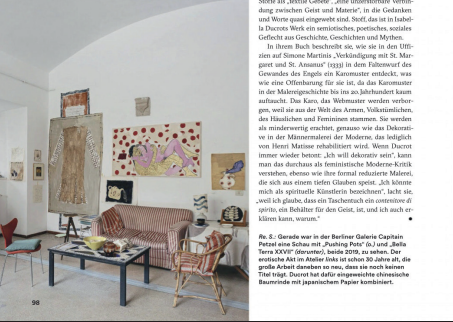 Stoffe als „textile Gebete", „eine unzerstörbare Verbin-
dung zwischen Geist und Materie", in die Gedanken
und Worte quasi eingewebt sind. Stoff, das ist in Isabel-
la Ducrots Werk ein semiotisches, poetisches, soziales
Geflecht aus Geschichte, Geschichten und Mythen.
In ihrem Buch beschreibt sie, wie sie in den Uffizi-
en auf Simone Martinis „Verkündigung mit St. Mar-
garet und St. Ansanus" (1333) in dem Faltenwurf des
Gewandes des Engels ein Karomuster entdeckt, was
wie eine Offenbarung für sie ist, da das Karomuster
in der Malereigeschichte bis ins 20. Jahrhundert kaum
auftaucht. Das Karo, das Webmuster werden verbor-
gen, weil sie aus der Welt des Armen, Volkstümlichen,
des Häuslichen und Femininen stammen. Sie werden
als minderwertig erachtet, genauso wie das Dekorati-
ve in der Männermalerei der Moderne, das lediglich
von Henri Matisse rehabilitiert wird. Wenn Ducrot
immer wieder betont: „Ich will dekorativ sein", kann
man das durchaus als feministische Moderne-Kritik
verstehen, ebenso wie ihre formal reduzierte Malerei,
die sich aus einem tiefen Glauben speist. „Ich könnte
mich als spirituelle Künstlerin bezeichnen", lacht sie,
„weil ich glaube, dass ein Taschentuch ein contenitore di
spirito, ein Behälter für den Geist, ist, und ich auch er-
klären kann, warum."
Re. S.: Gerade war in der Berliner Galerie Capitain
Petzel eine Schau mit „Pushing Pots" (o.) und „Bella
Terra XXVII" (darunter), beide 2019, zu sehen. Der
erotische Akt im Atelier links ist schon 30 Jahre alt, die
große Arbeit daneben so neu, dass sie noch keinen
Titel trägt. Ducrot hat dafür eingeweichte chinesische
Baumrinde mit japanischem Papier kombiniert.
98